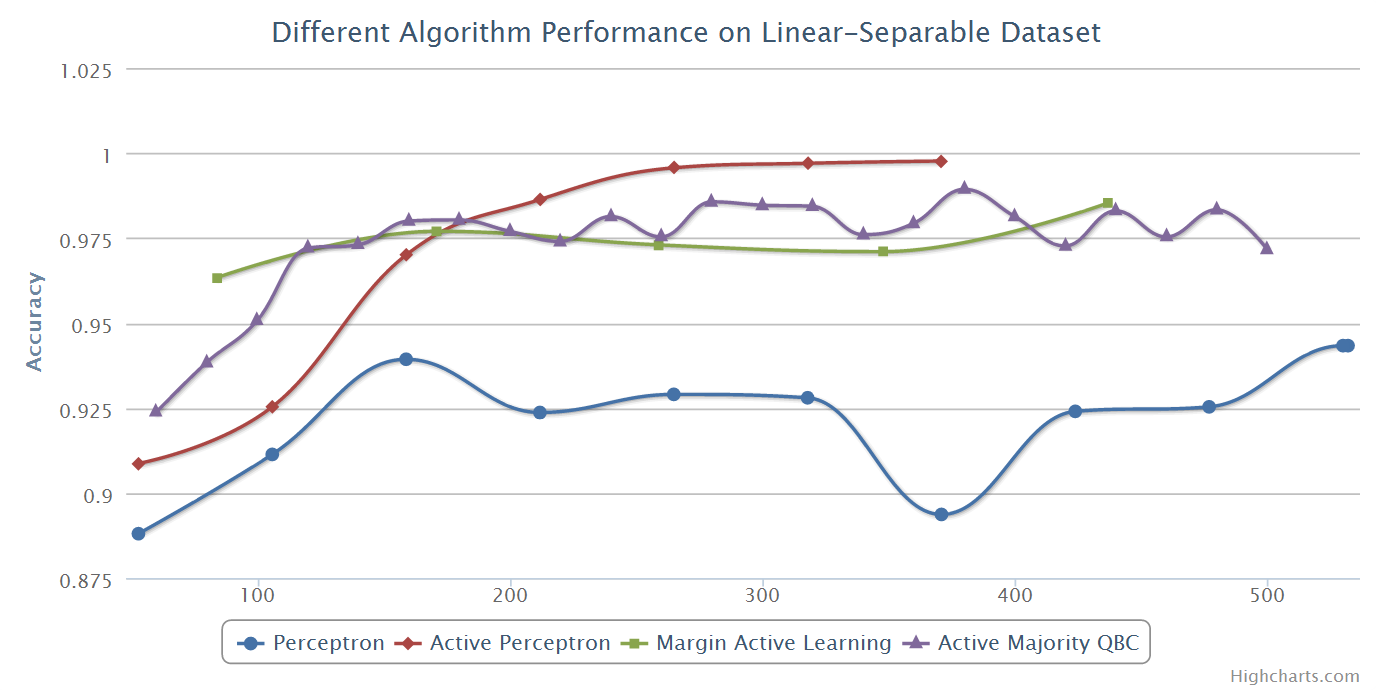 Different Algorithm Performance on Linear-Separable Dataset
1.025
1
0.975
0.95
0.925
0.9
0.875
Accuracy
100 200 300 400 500
Perceptron Active Perceptron Margin Active Learning Active Majority QBC
Highcharts.com